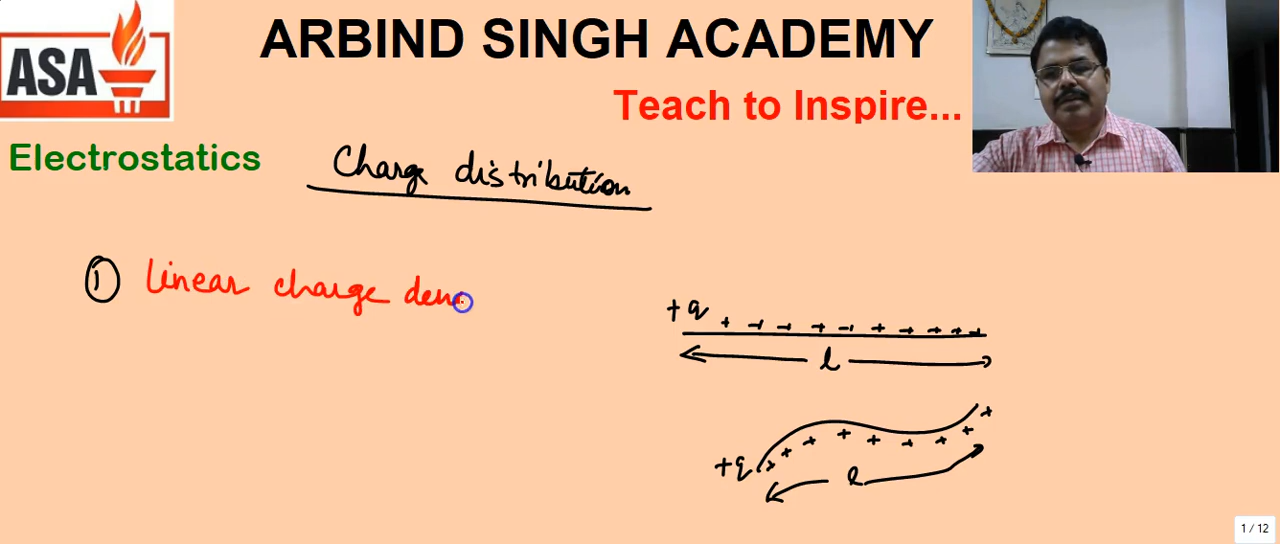 ASA
ARBIND SINGH ACADEMY
Teach to Inspire...
Electrostatics
Charge distribution
① Linear charge den
+q + + + + + + + + + +
l
+q + + + + + + + + +
l
1 / 12